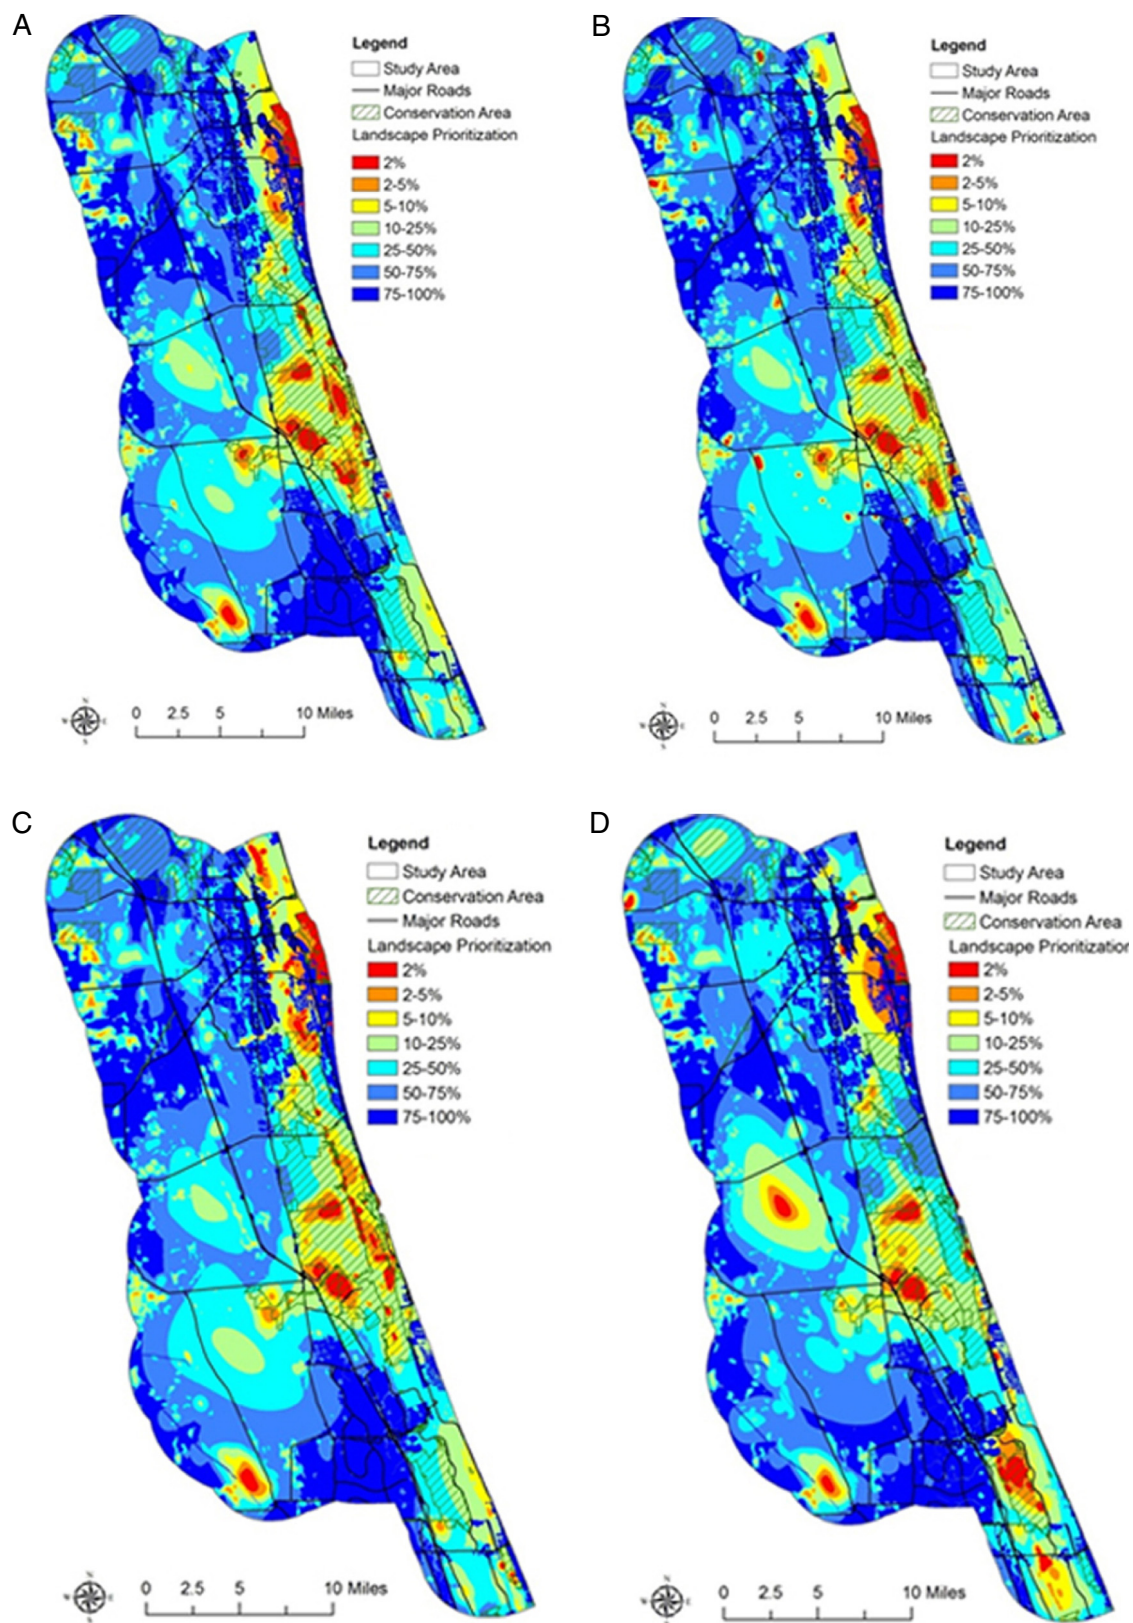 A
Legend
Study Area
Major Roads
Conservation Area
Landscape Prioritization
2%
2-5%
5-10%
10-25%
25-50%
50-75%
75-100%
N
W E
S
0 2.5 5 10 Miles
B
Legend
Study Area
Major Roads
Conservation Area
Landscape Prioritization
2%
2-5%
5-10%
10-25%
25-50%
50-75%
75-100%
N
W E
S
0 2.5 5 10 Miles
C
Legend
Study Area
Conservation Area
Major Roads
Landscape Prioritization
2%
2-5%
5-10%
10-25%
25-50%
50-75%
75-100%
N
W E
S
0 2.5 5 10 Miles
D
Legend
Study Area
Major Roads
Conservation Area
Landscape Prioritization
2%
2-5%
5-10%
10-25%
25-50%
50-75%
75-100%
N
W E
S
0 2.5 5 10 Miles